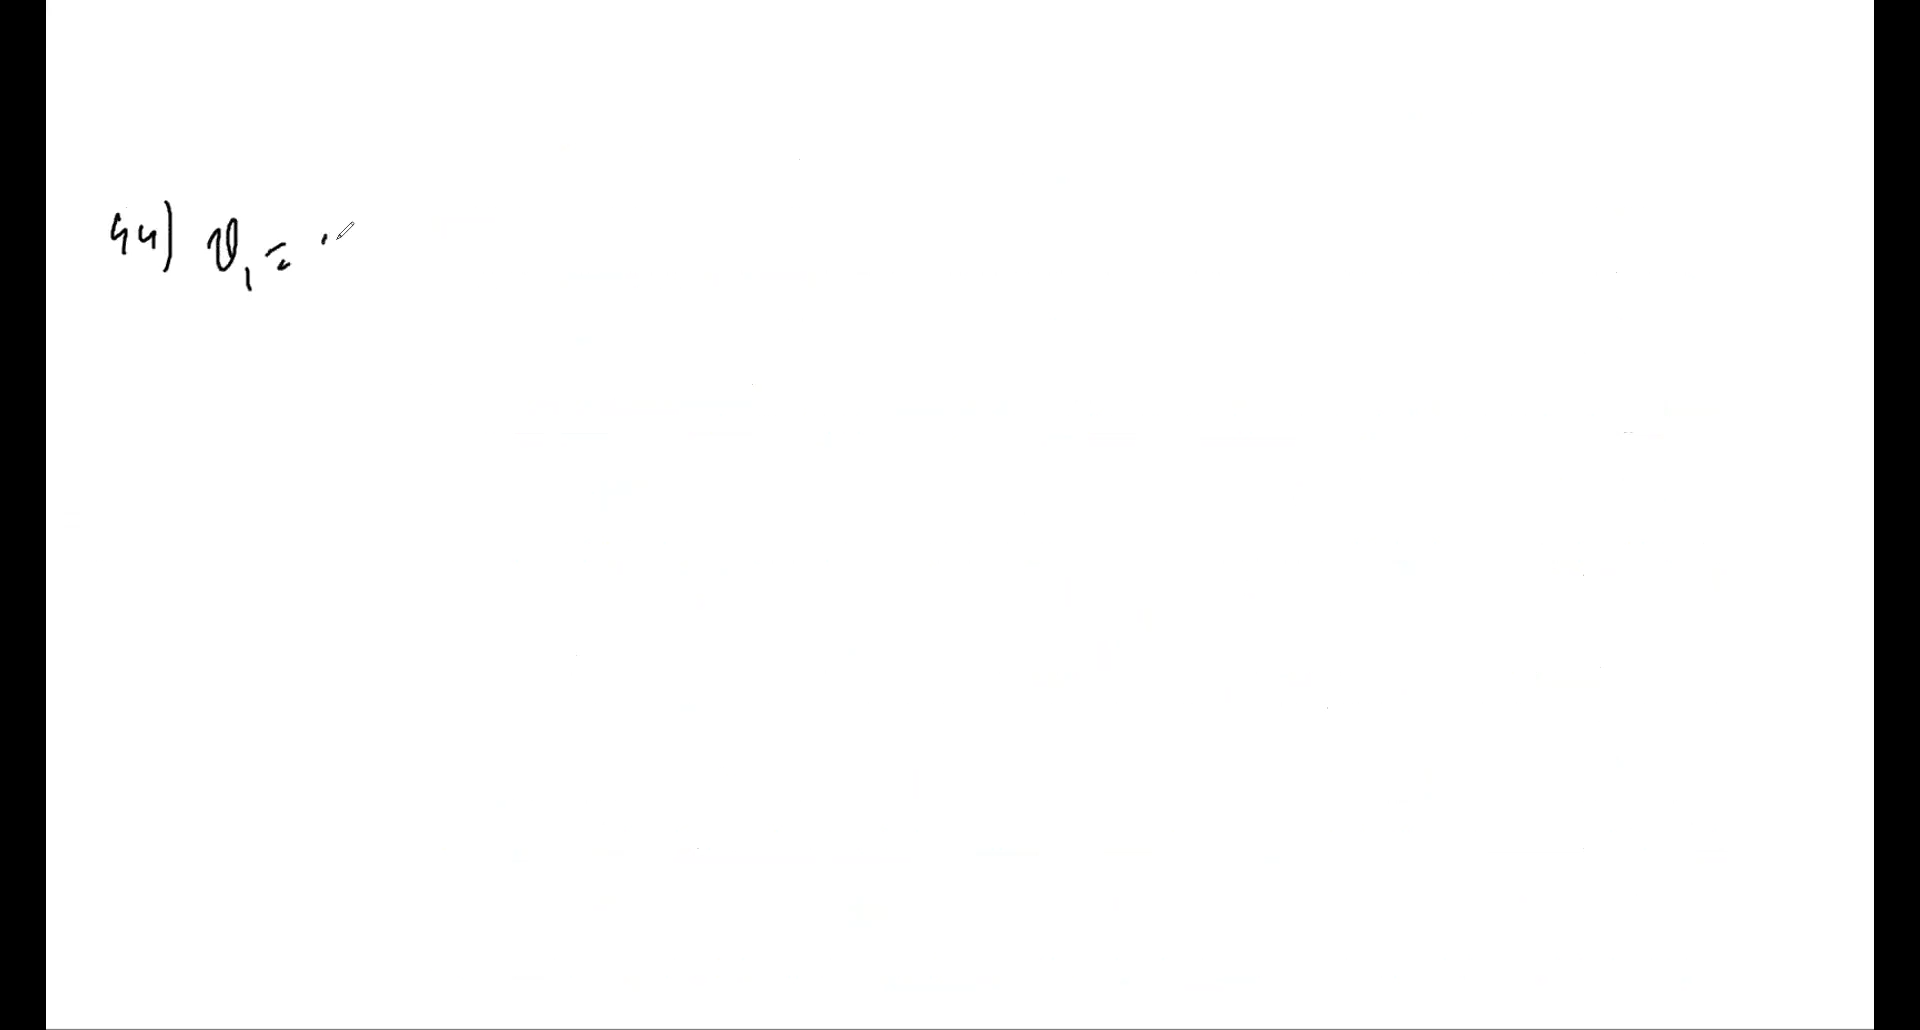 44) v₁ =